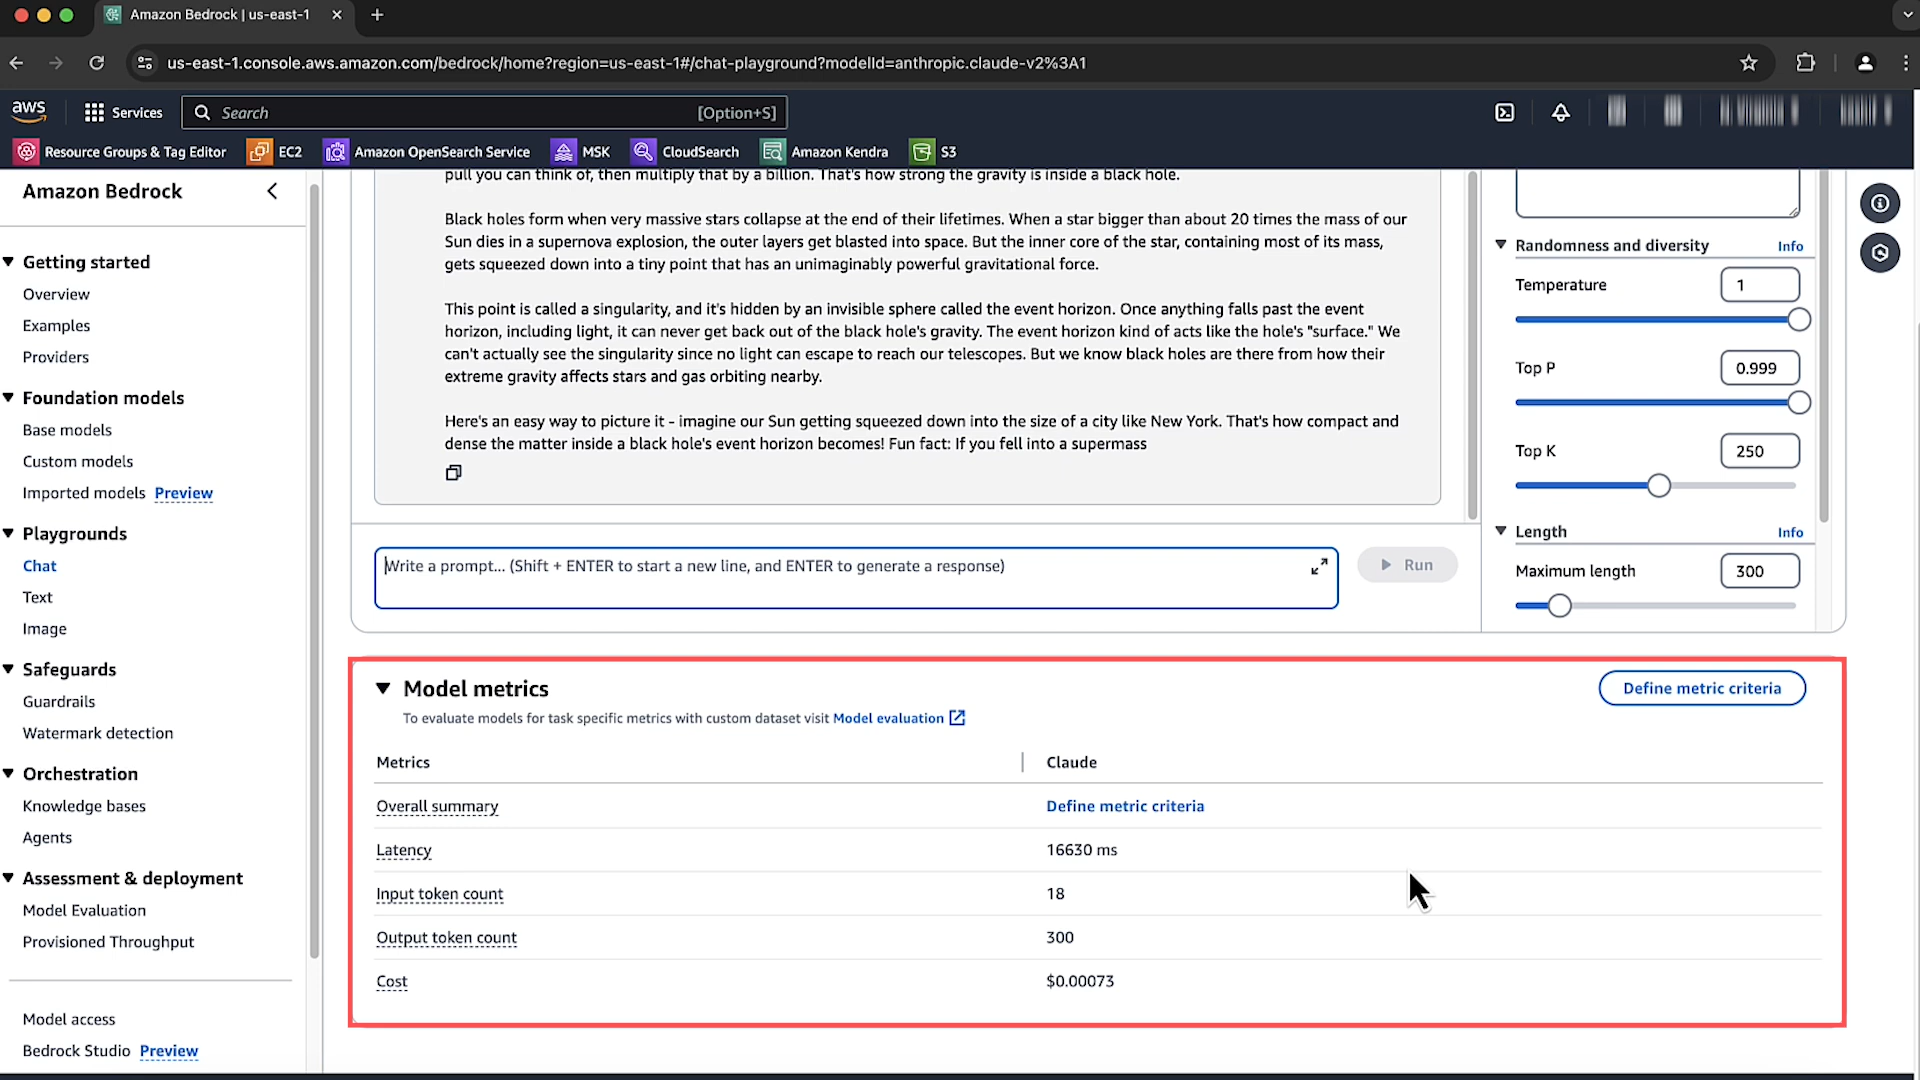 Amazon Bedrock | us-east-1
us-east-1.console.aws.amazon.com/bedrock/home?region=us-east-1#/chat-playground?modelId=anthropic.claude-v2%3A1
aws
Services
Search
[Option+S]
Resource Groups & Tag Editor
EC2
Amazon OpenSearch Service
MSK
CloudSearch
Amazon Kendra
S3
Amazon Bedrock
Getting started
Overview
Examples
Providers
Foundation models
Base models
Custom models
Imported models Preview
Playgrounds
Chat
Text
Image
Safeguards
Guardrails
Watermark detection
Orchestration
Knowledge bases
Agents
Assessment & deployment
Model Evaluation
Provisioned Throughput
Model access
Bedrock Studio Preview
pull you can think of, then multiply that by a billion. That's how strong the gravity is inside a black hole.
Black holes form when very massive stars collapse at the end of their lifetimes. When a star bigger than about 20 times the mass of our
Sun dies in a supernova explosion, the outer layers get blasted into space. But the inner core of the star, containing most of its mass,
gets squeezed down into a tiny point that has an unimaginably powerful gravitational force.
This point is called a singularity, and it's hidden by an invisible sphere called the event horizon. Once anything falls past the event
horizon, including light, it can never get back out of the black hole's gravity. The event horizon kind of acts like the hole's "surface." We
can't actually see the singularity since no light can escape to reach our telescopes. But we know black holes are there from how their
extreme gravity affects stars and gas orbiting nearby.
Here's an easy way to picture it - imagine our Sun getting squeezed down into the size of a city like New York. That's how compact and
dense the matter inside a black hole's event horizon becomes! Fun fact: If you fell into a supermass
Write a prompt... (Shift + ENTER to start a new line, and ENTER to generate a response)
Run
Randomness and diversity
Info
Temperature
1
Top P
0.999
Top K
250
Length
Info
Maximum length
300
Model metrics
Define metric criteria
To evaluate models for task specific metrics with custom dataset visit Model evaluation
Metrics
Claude
Overall summary
Define metric criteria
Latency
16630 ms
Input token count
18
Output token count
300
Cost
$0.00073